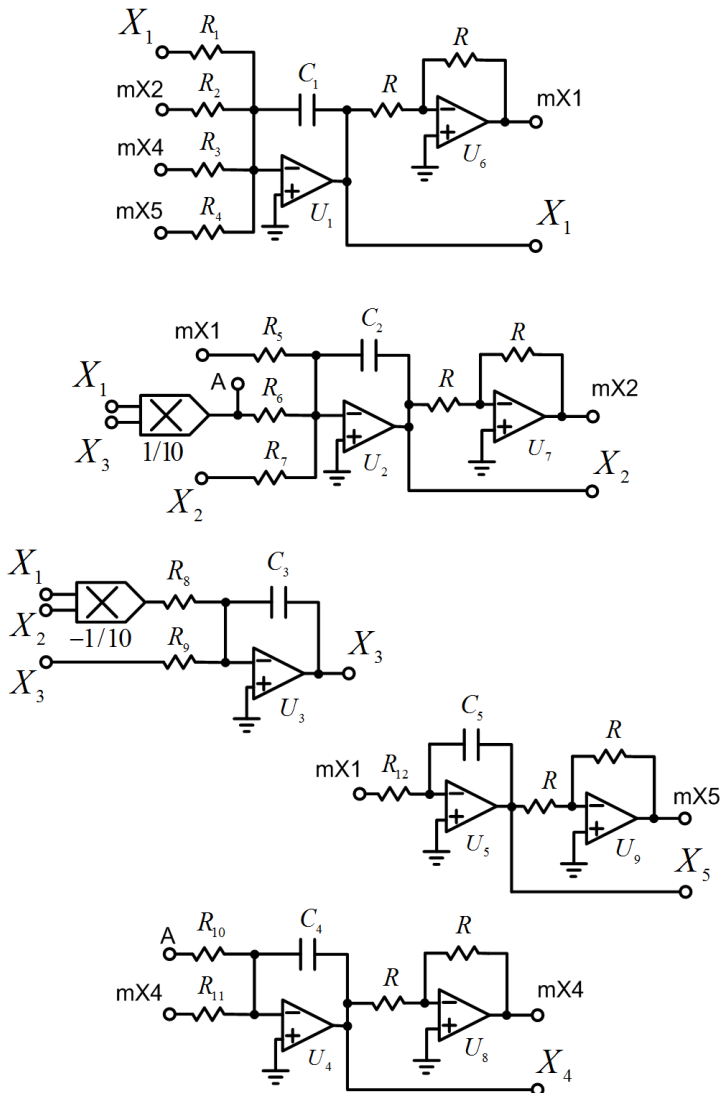 X₁ R₁
mX2 R₂ C₁ R R mX1
mX4 R₃ U₆
mX5 R₄ U₁ X₁
mX1 R₅ C₂ R
X₁ A R₆ R mX2
X₃ 1/10 R₇ U₂ U₇
X₂ X₂
X₁ R₈ C₃
X₂ −1/10 R₉ X₃
X₃ U₃
C₅ R
mX1 R₁₂ R mX5
U₅ U₉ X₅
A R₁₀ C₄ R
mX4 R₁₁ R mX4
U₄ U₈ X₄